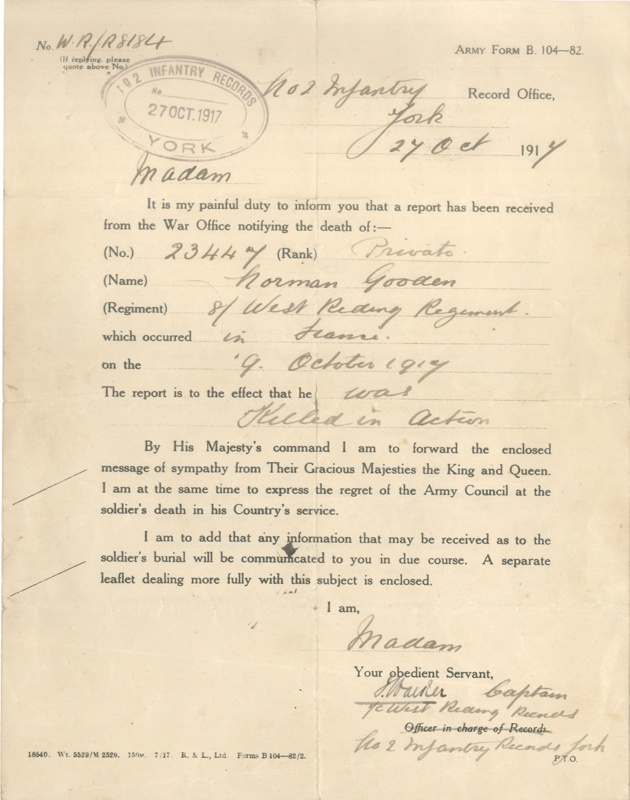 No. W.R./R8184
(If replying, please
quote above No.)
ARMY FORM B. 104—82.
No 2 INFANTRY RECORDS
No.
27 OCT. 1917
YORK
No 2 Infantry Record Office,
York
27 Oct 1917
Madam
It is my painful duty to inform you that a report has been received
from the War Office notifying the death of:—
(No.) 23447 (Rank) Private.
(Name) Norman Gooden
(Regiment) 8/ West Riding Regiment.
which occurred in France.
on the 9. October 1917
The report is to the effect that he was
Killed in Action
By His Majesty's command I am to forward the enclosed
message of sympathy from Their Gracious Majesties the King and Queen.
I am at the same time to express the regret of the Army Council at the
soldier's death in his Country's service.
I am to add that any information that may be received as to the
soldier's burial will be communicated to you in due course. A separate
leaflet dealing more fully with this subject is enclosed.
I am,
Madam
Your obedient Servant,
Captain
West Riding Records
Officer in charge of Records.
No 2 Infantry Records York
18540. Wt. 5529/M 2529. 150m. 7/17. R. & L., Ltd. Forms B 104—82/2.
P.T.O.